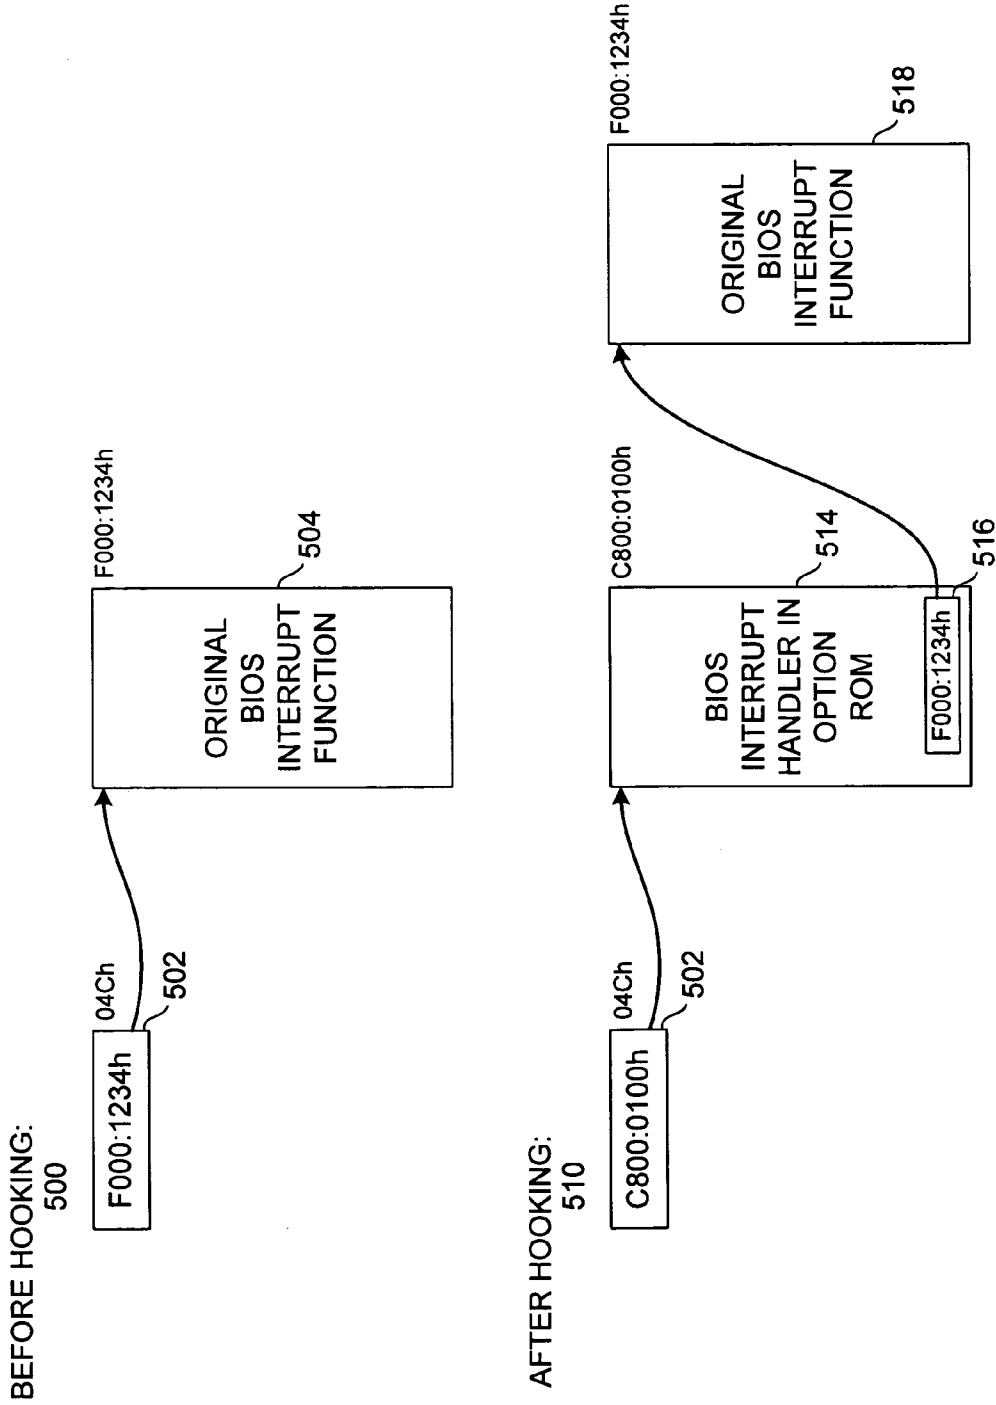 BEFORE HOOKING:
500
F000:1234h
04Ch
502
ORIGINAL
BIOS
INTERRUPT
FUNCTION
F000:1234h
504
AFTER HOOKING:
510
C800:0100h
04Ch
502
BIOS
INTERRUPT
HANDLER IN
OPTION
ROM
C800:0100h
514
F000:1234h
516
ORIGINAL
BIOS
INTERRUPT
FUNCTION
F000:1234h
518